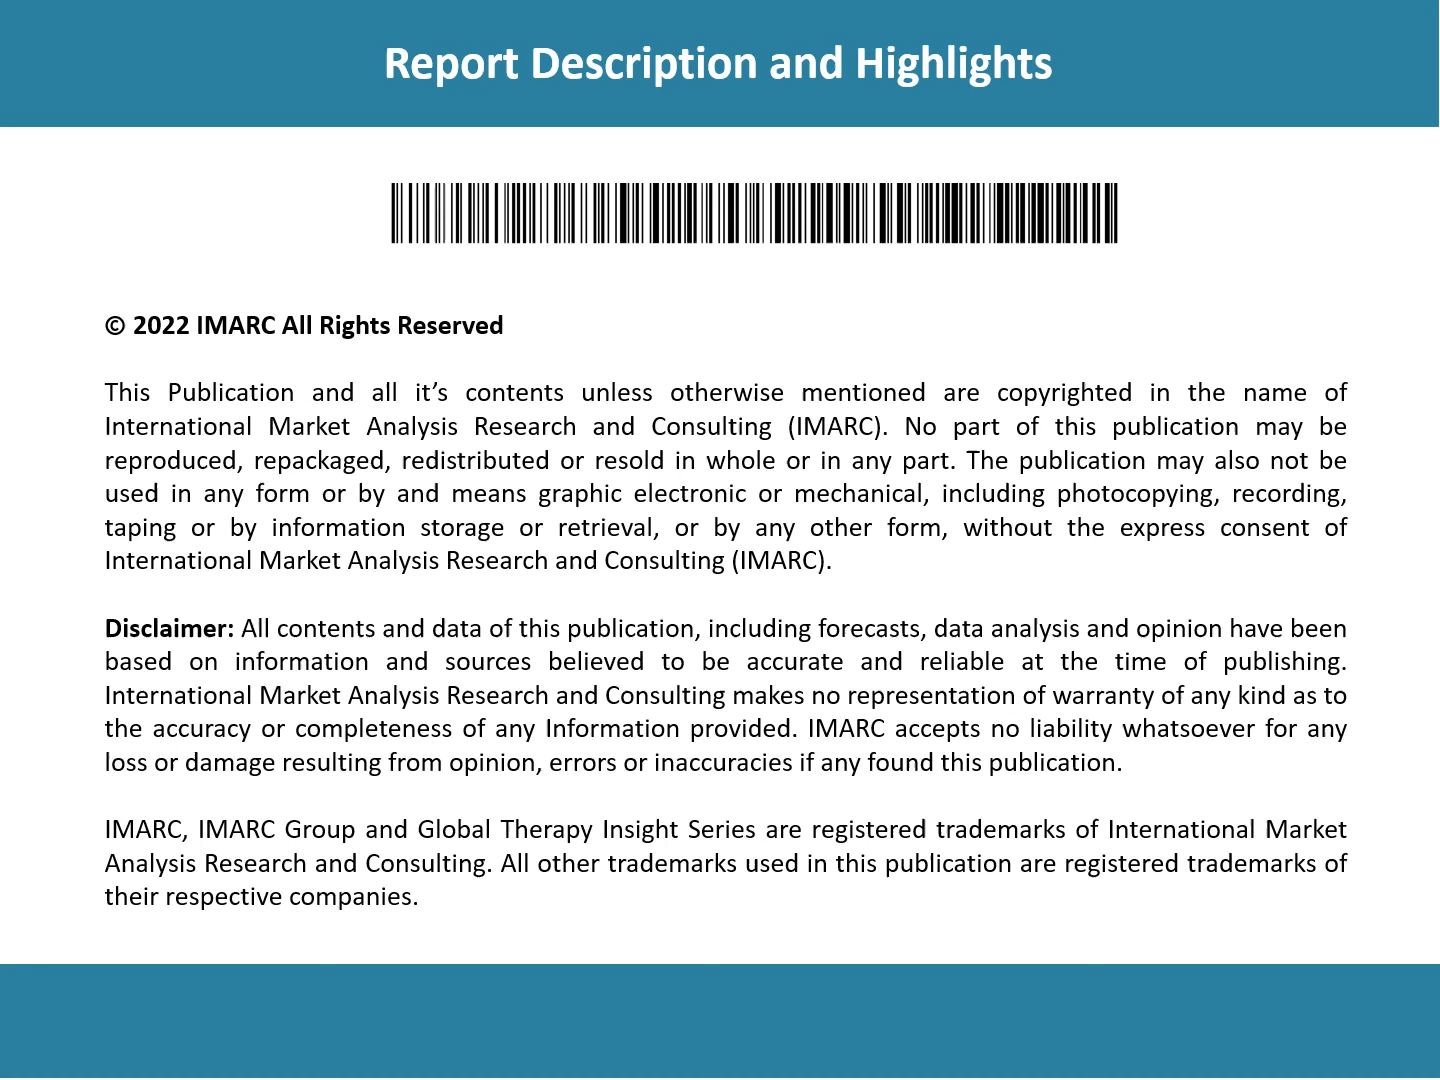 Report Description and Highlights
© 2022 IMARC All Rights Reserved
This Publication and all it’s contents unless otherwise mentioned are copyrighted in the name of
International Market Analysis Research and Consulting (IMARC). No part of this publication may be
reproduced, repackaged, redistributed or resold in whole or in any part. The publication may also not be
used in any form or by and means graphic electronic or mechanical, including photocopying, recording,
taping or by information storage or retrieval, or by any other form, without the express consent of
International Market Analysis Research and Consulting (IMARC).
Disclaimer: All contents and data of this publication, including forecasts, data analysis and opinion have been
based on information and sources believed to be accurate and reliable at the time of publishing.
International Market Analysis Research and Consulting makes no representation of warranty of any kind as to
the accuracy or completeness of any Information provided. IMARC accepts no liability whatsoever for any
loss or damage resulting from opinion, errors or inaccuracies if any found this publication.
IMARC, IMARC Group and Global Therapy Insight Series are registered trademarks of International Market
Analysis Research and Consulting. All other trademarks used in this publication are registered trademarks of
their respective companies.